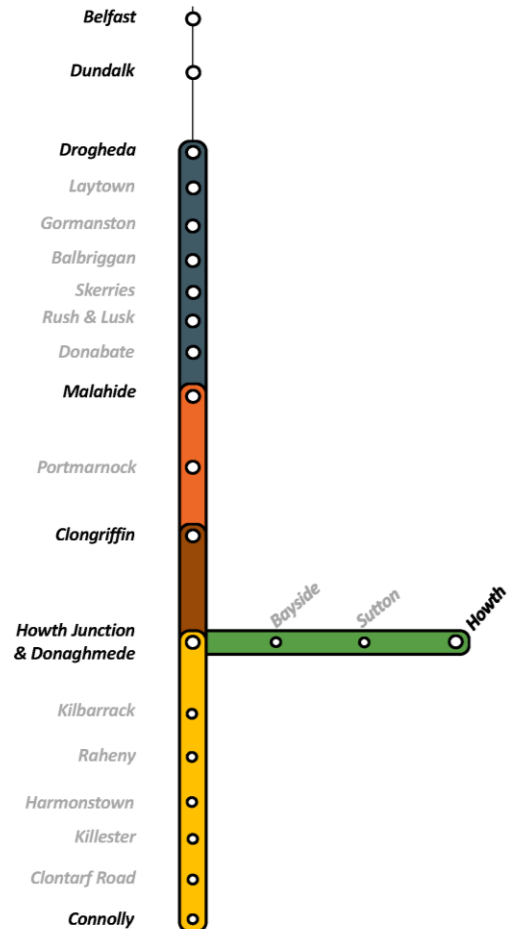 Belfast
Dundalk
Drogheda
Laytown
Gormanston
Balbriggan
Skerries
Rush & Lusk
Donabate
Malahide
Portmarnock
Clongriffin
Howth Junction
& Donaghmede
Bayside
Sutton
Howth
Kilbarrack
Raheny
Harmonstown
Killester
Clontarf Road
Connolly